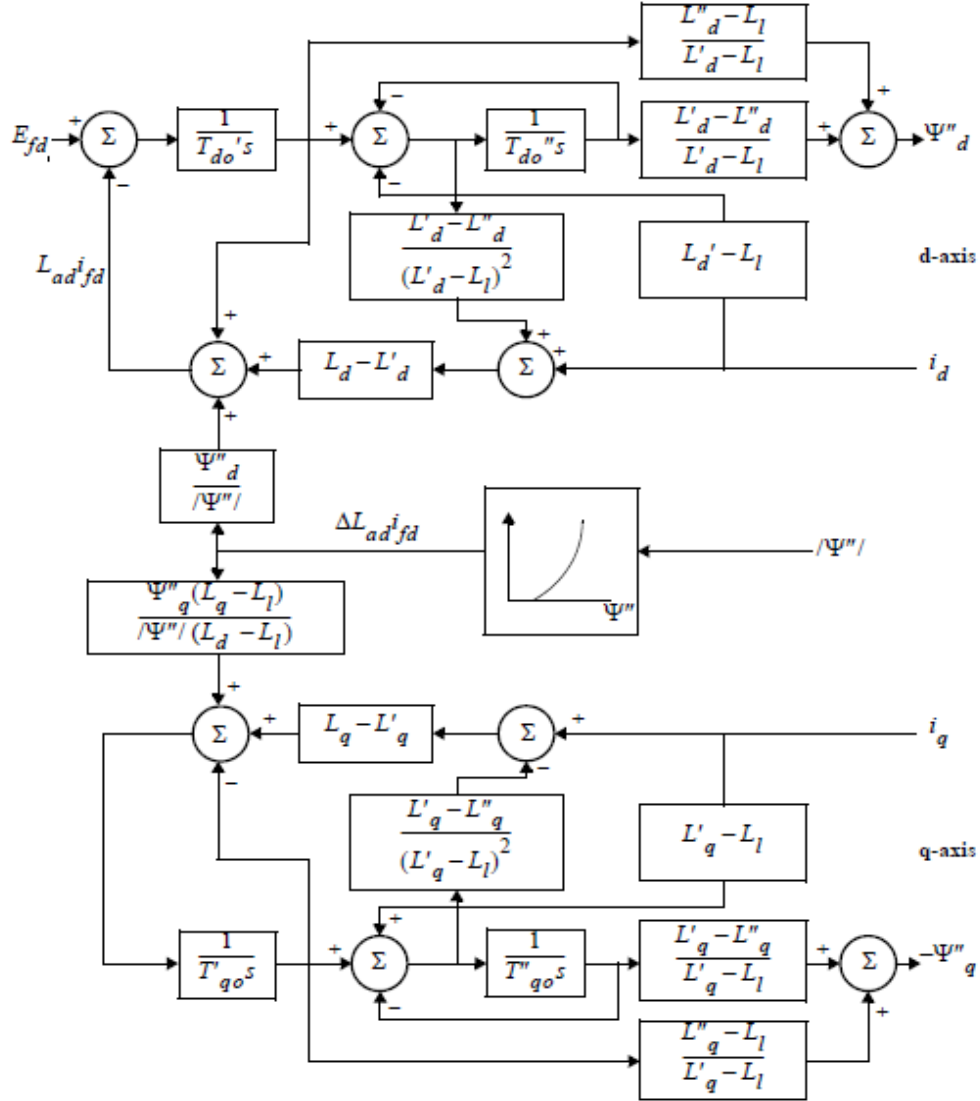 L"d – Ll
L'd – Ll
+
–
+
Efd
Σ
1
Tdo's
+
Σ
1
Tdo"s
L'd – L"d
L'd – Ll
+
Σ
Ψ"d
–
–
L'd – L"d
(L'd – Ll)2
Ld' – Ll
d-axis
Ladifd
+
+
Σ
+
Ld – L'd
Σ
+
id
+
Ψ"d
/Ψ"/
ΔLadifd
Ψ"
/Ψ"/
Ψ"q(Lq – Ll)
/Ψ"/ (Ld – Ll)
+
Σ
+
Lq – L'q
Σ
+
iq
–
–
L'q – L"q
(L'q – Ll)2
L'q – Ll
q-axis
+
1
T'qos
+
Σ
1
T"qos
L'q – L"q
L'q – Ll
+
Σ
–Ψ"q
–
+
L"q – Ll
L'q – Ll